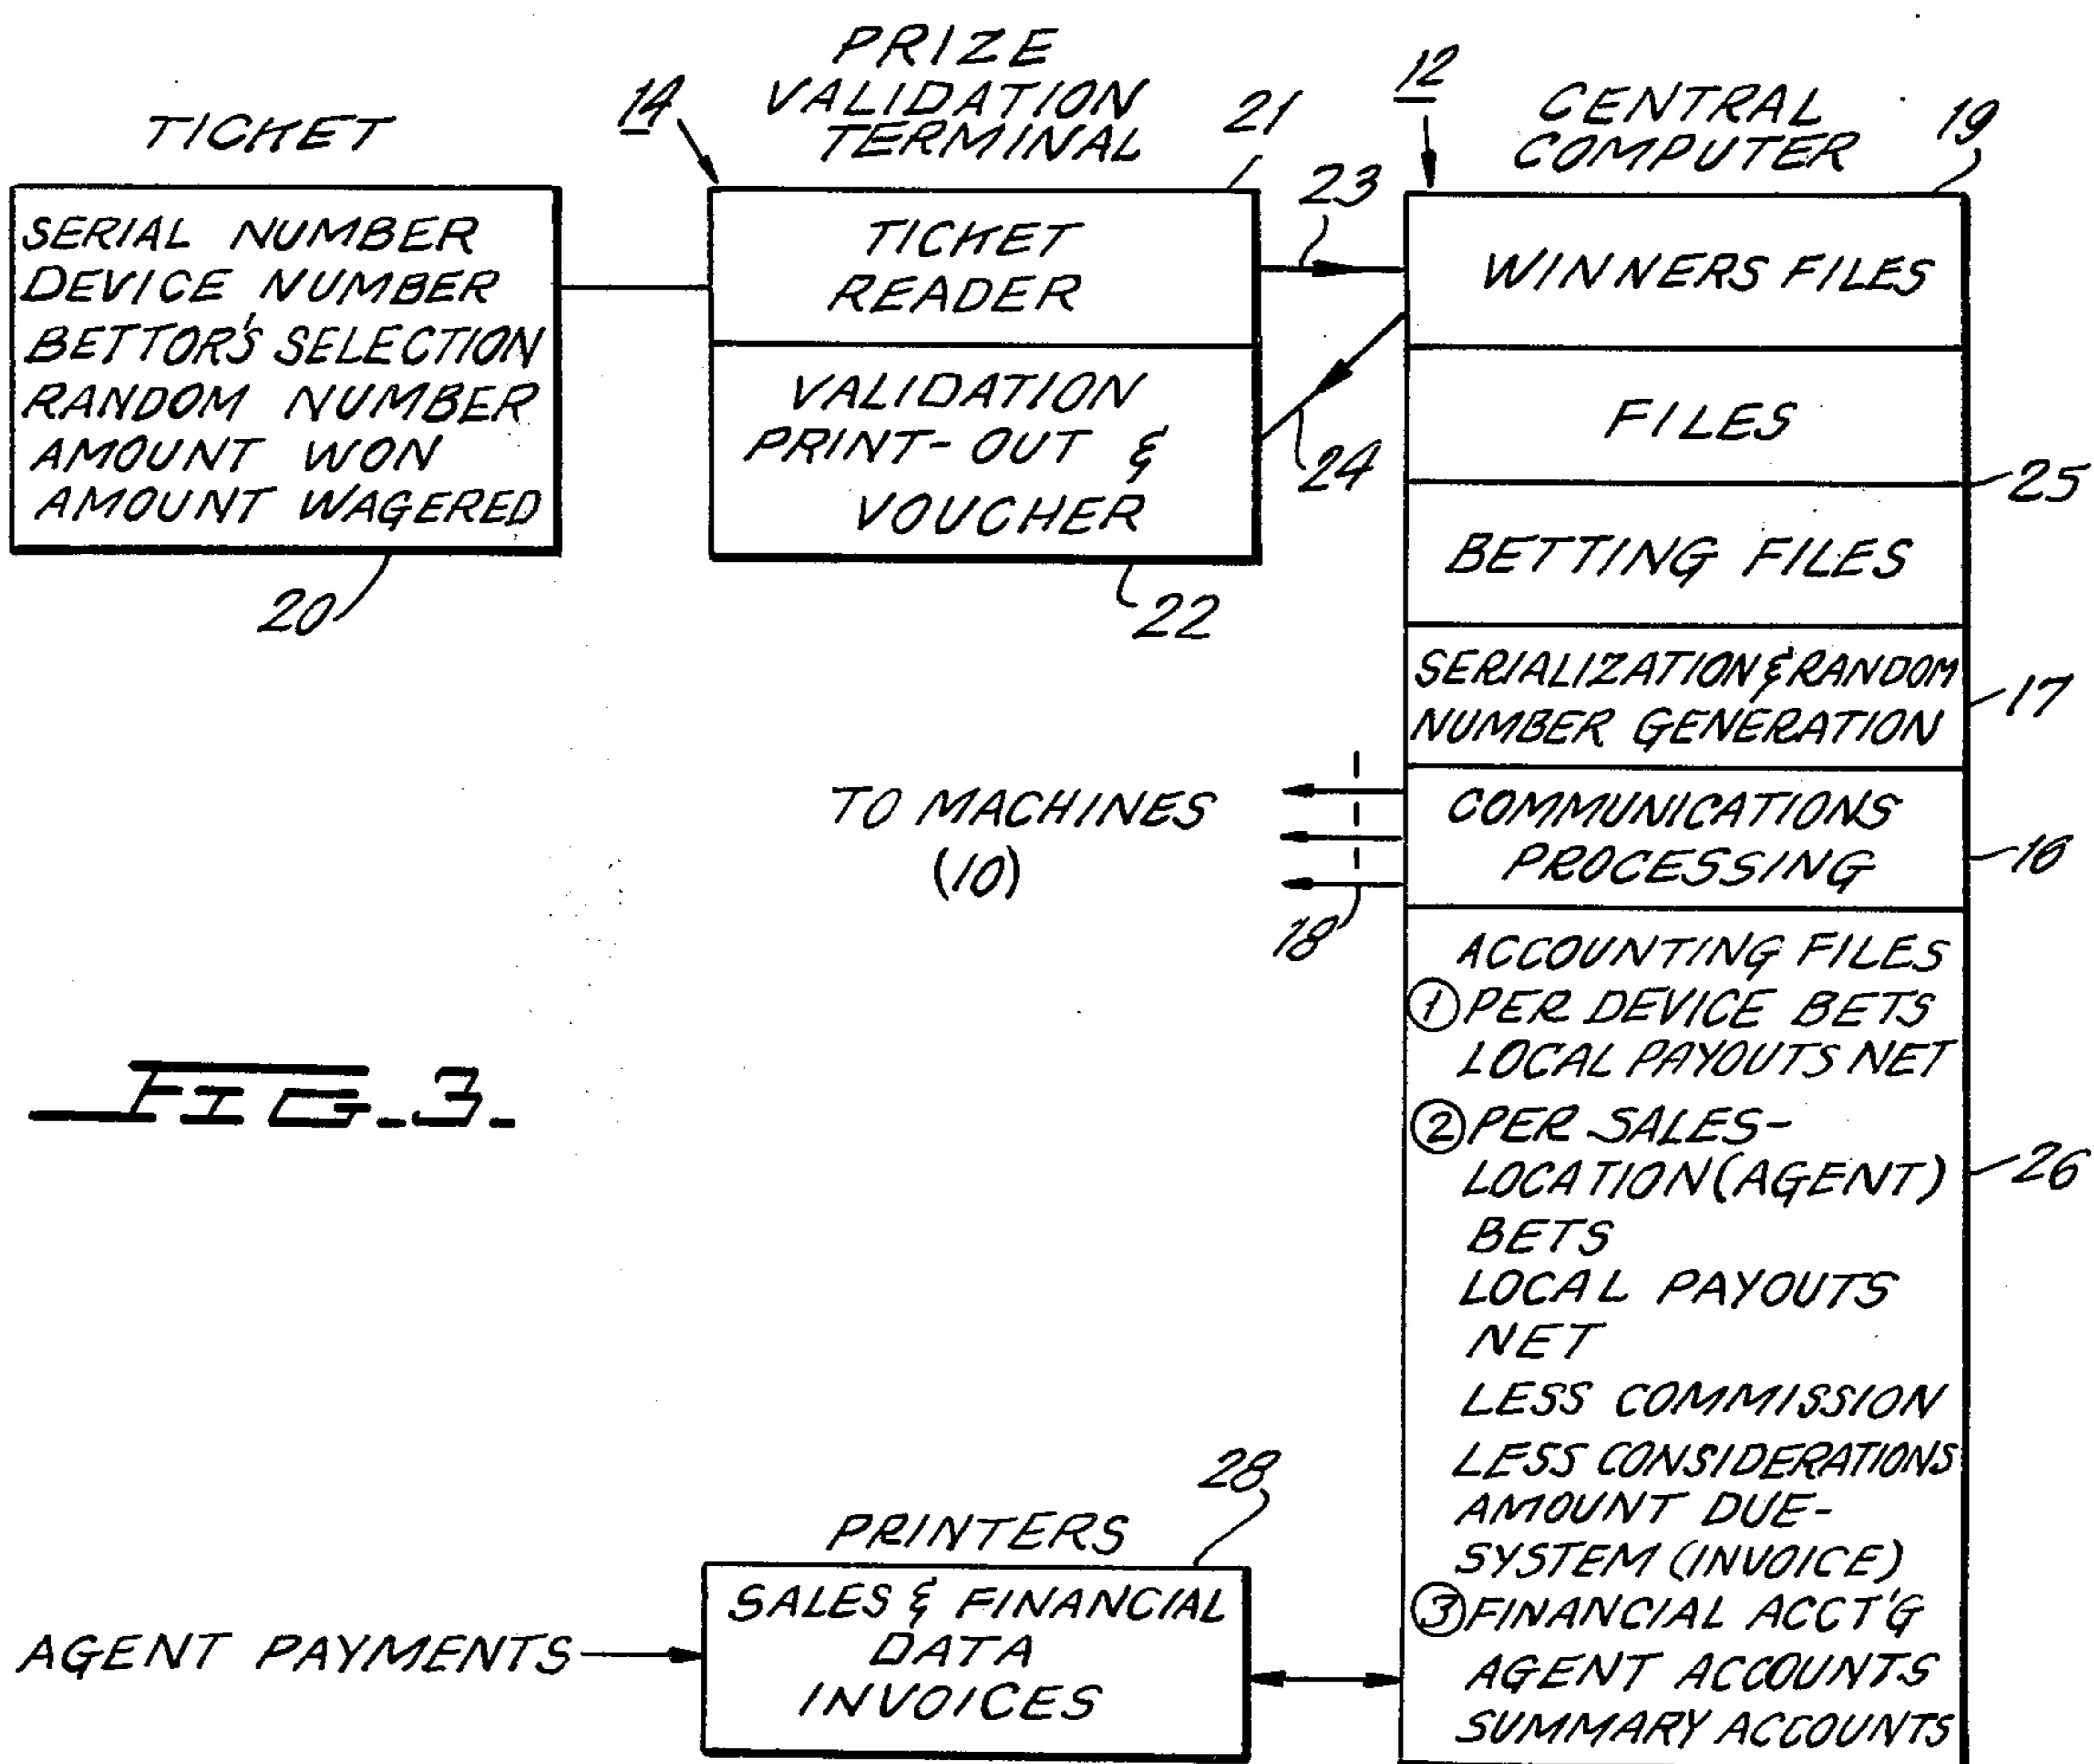 TICKET
SERIAL NUMBER
DEVICE NUMBER
BETTOR'S SELECTION
RANDOM NUMBER
AMOUNT WON
AMOUNT WAGERED
20
14
PRIZE
VALIDATION
TERMINAL
21
TICKET
READER
VALIDATION
PRINT-OUT &
VOUCHER
22
23
24
12
CENTRAL
COMPUTER
19
WINNERS FILES
FILES
25
BETTING FILES
SERIALIZATION & RANDOM
NUMBER GENERATION
17
TO MACHINES
(10)
18
COMMUNICATIONS
PROCESSING
16
ACCOUNTING FILES
① PER DEVICE BETS
LOCAL PAYOUTS NET
② PER SALES-
LOCATION (AGENT)
BETS
LOCAL PAYOUTS
NET
LESS COMMISSION
LESS CONSIDERATIONS
AMOUNT DUE-
SYSTEM (INVOICE)
③ FINANCIAL ACCT'G
AGENT ACCOUNTS
SUMMARY ACCOUNTS
26
FIG. 3.
PRINTERS
28
SALES & FINANCIAL
DATA
INVOICES
AGENT PAYMENTS